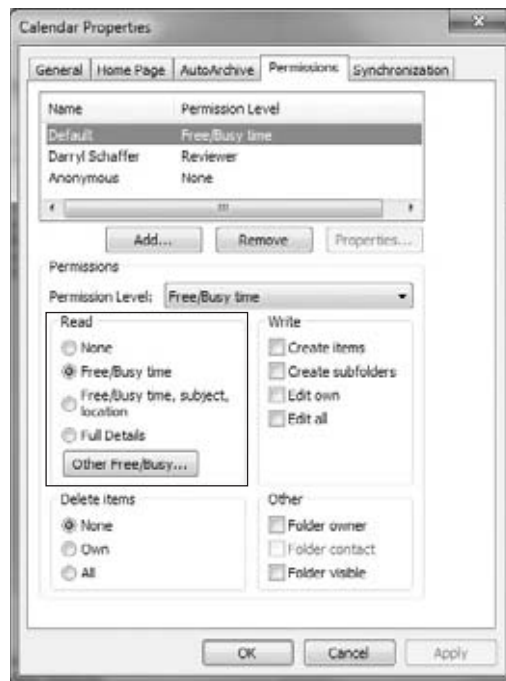 Calendar Properties
General Home Page AutoArchive Permissions Synchronization
Name Permission Level
Default Free/Busy time
Darryl Schaffer Reviewer
Anonymous None
Add... Remove Properties...
Permissions
Permission Level: Free/Busy time
Read
None
Free/Busy time
Free/Busy time, subject,
location
Full Details
Other Free/Busy...
Write
Create items
Create subfolders
Edit own
Edit all
Delete items
None
Own
All
Other
Folder owner
Folder contact
Folder visible
OK Cancel Apply